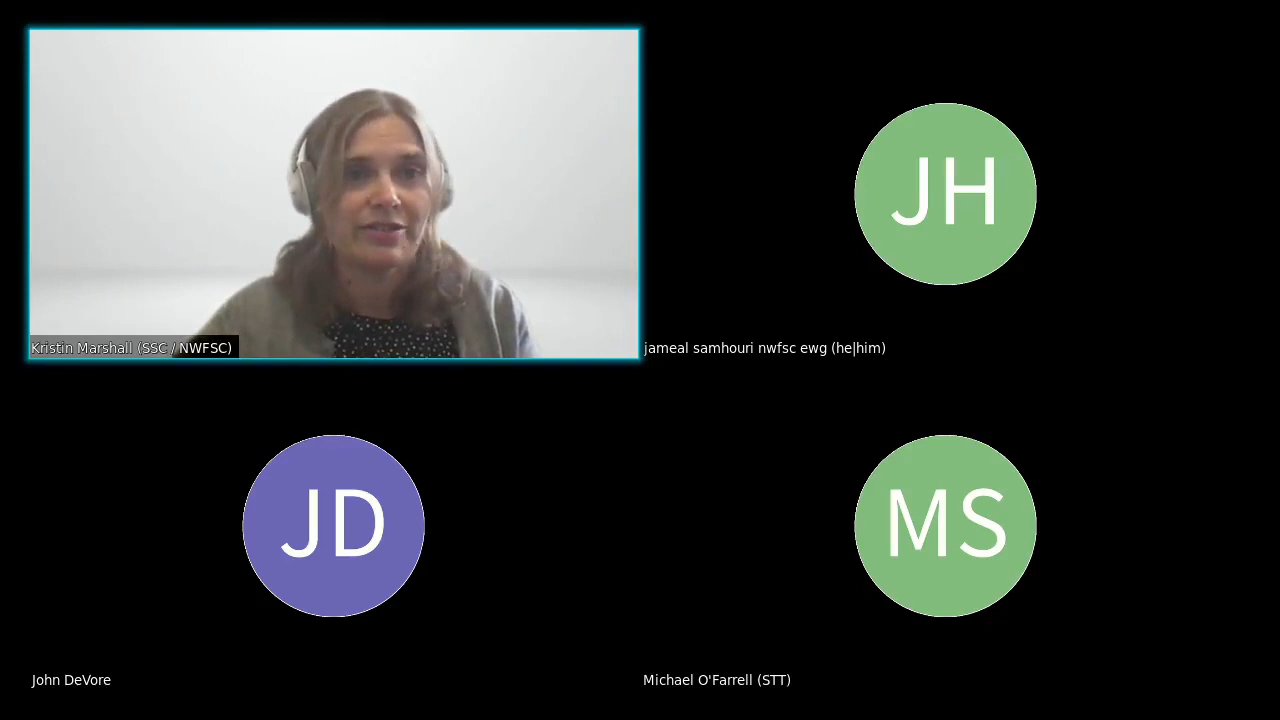 JH
Kristin Marshall (SSC / NWFSC)
jameal samhouri nwfsc ewg (he|him)
JD
MS
John DeVore
Michael O'Farrell (STT)